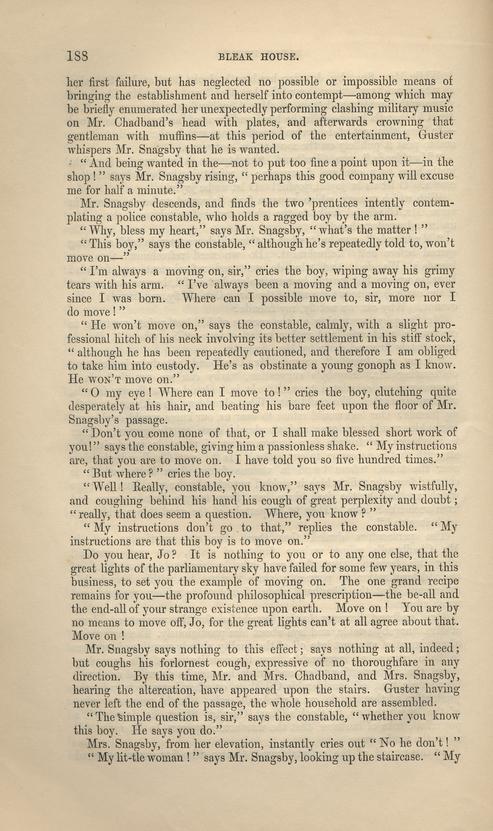 188
BLEAK HOUSE.
her first failure, but has neglected no possible or impossible means of
bringing the establishment and herself into contempt—among which may
be briefly enumerated her unexpectedly performing clashing military music
on Mr. Chadband's head with plates, and afterwards crowning that
gentleman with muffins—at this period of the entertainment, Guster
whispers Mr. Snagsby that he is wanted.
"And being wanted in the—not to put too fine a point upon it—in the
shop!" says Mr. Snagsby rising, "perhaps this good company will excuse
me for half a minute."
Mr. Snagsby descends, and finds the two 'prentices intently contem-
plating a police constable, who holds a ragged boy by the arm.
"Why, bless my heart," says Mr. Snagsby, "what's the matter!"
"This boy," says the constable, "although he's repeatedly told to, won't
move on—"
"I'm always a moving on, sir," cries the boy, wiping away his grimy
tears with his arm. "I've always been a moving and a moving on, ever
since I was born. Where can I possible move to, sir, more nor I
do move!"
"He won't move on," says the constable, calmly, with a slight pro-
fessional hitch of his neck involving its better settlement in his stiff stock,
"although he has been repeatedly cautioned, and therefore I am obliged
to take him into custody. He's as obstinate a young gonoph as I know.
He WON'T move on."
"O my eye! Where can I move to!" cries the boy, clutching quite
desperately at his hair, and beating his bare feet upon the floor of Mr.
Snagsby's passage.
"Don't you come none of that, or I shall make blessed short work of
you!" says the constable, giving him a passionless shake. "My instructions
are, that you are to move on. I have told you so five hundred times."
"But where?" cries the boy.
"Well! Really, constable, you know," says Mr. Snagsby wistfully,
and coughing behind his hand his cough of great perplexity and doubt;
"really, that does seem a question. Where, you know?"
"My instructions don't go to that," replies the constable. "My
instructions are that this boy is to move on."
Do you hear, Jo? It is nothing to you or to any one else, that the
great lights of the parliamentary sky have failed for some few years, in this
business, to set you the example of moving on. The one grand recipe
remains for you—the profound philosophical prescription—the be-all and
the end-all of your strange existence upon earth. Move on! You are by
no means to move off, Jo, for the great lights can't at all agree about that.
Move on!
Mr. Snagsby says nothing to this effect; says nothing at all, indeed;
but coughs his forlornest cough, expressive of no thoroughfare in any
direction. By this time, Mr. and Mrs. Chadband, and Mrs. Snagsby,
hearing the altercation, have appeared upon the stairs. Guster having
never left the end of the passage, the whole household are assembled.
"The simple question is, sir," says the constable, "whether you know
this boy. He says you do."
Mrs. Snagsby, from her elevation, instantly cries out "No he don't!"
"My lit-tle woman!" says Mr. Snagsby, looking up the staircase. "My